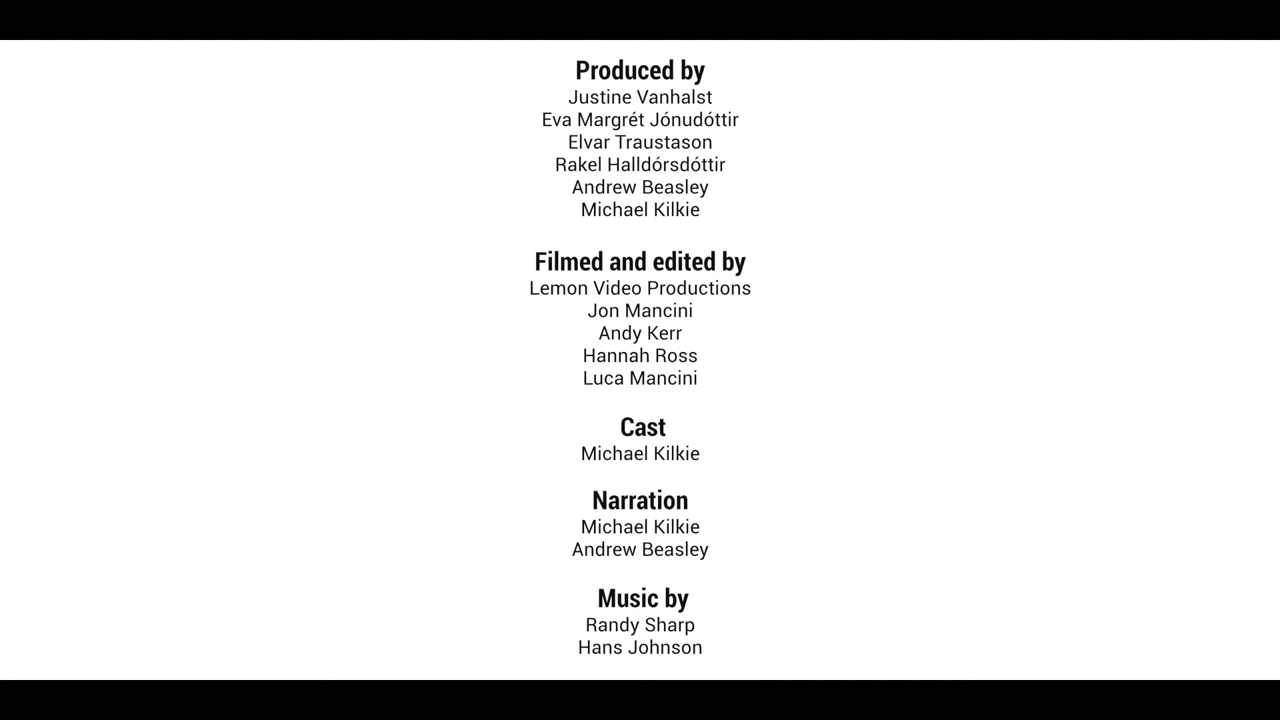 Produced by
Justine Vanhalst
Eva Margrét Jónudóttir
Elvar Traustason
Rakel Halldórsdóttir
Andrew Beasley
Michael Kilkie
Filmed and edited by
Lemon Video Productions
Jon Mancini
Andy Kerr
Hannah Ross
Luca Mancini
Cast
Michael Kilkie
Narration
Michael Kilkie
Andrew Beasley
Music by
Randy Sharp
Hans Johnson